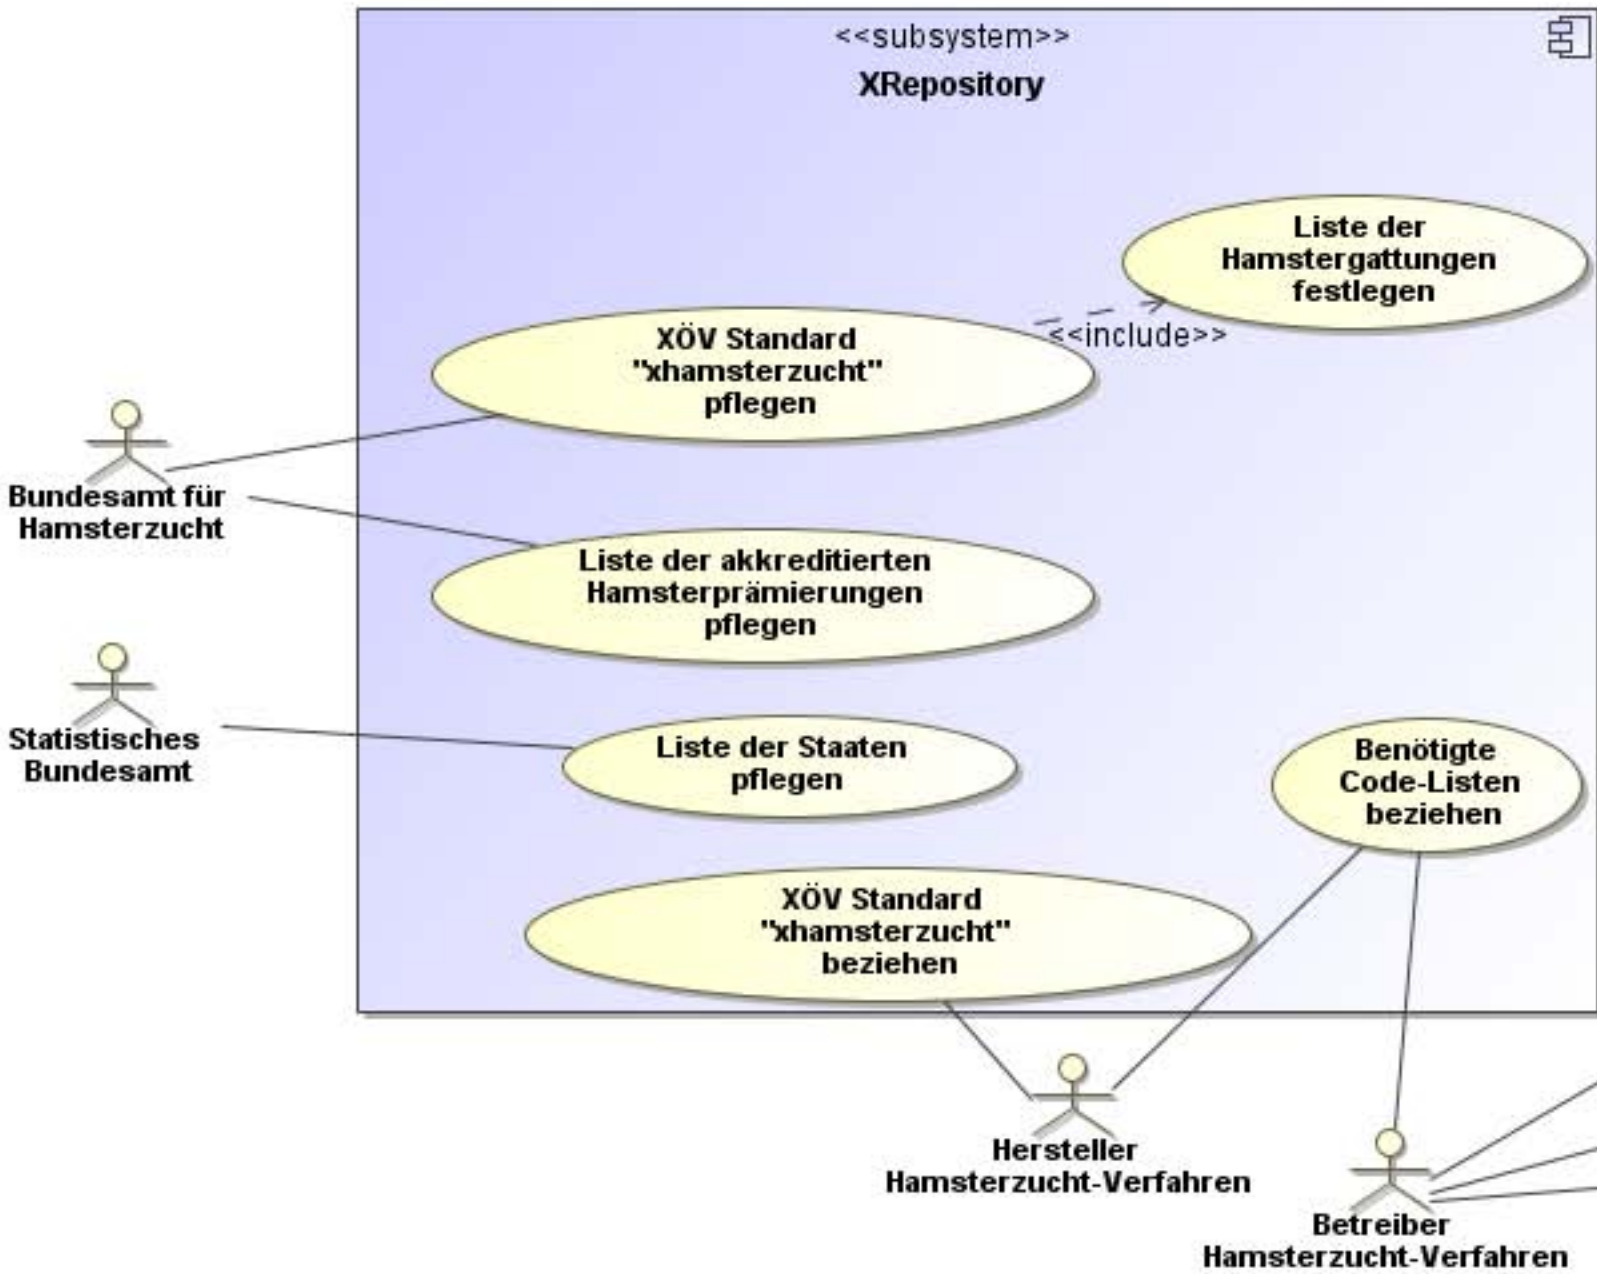 <<subsystem>>
XRepository
Liste der
Hamstergattungen
festlegen
<<include>>
XÖV Standard
"xhamsterzucht"
pflegen
Bundesamt für
Hamsterzucht
Liste der akkreditierten
Hamsterprämierungen
pflegen
Statistisches
Bundesamt
Liste der Staaten
pflegen
Benötigte
Code-Listen
beziehen
XÖV Standard
"xhamsterzucht"
beziehen
Hersteller
Hamsterzucht-Verfahren
Betreiber
Hamsterzucht-Verfahren